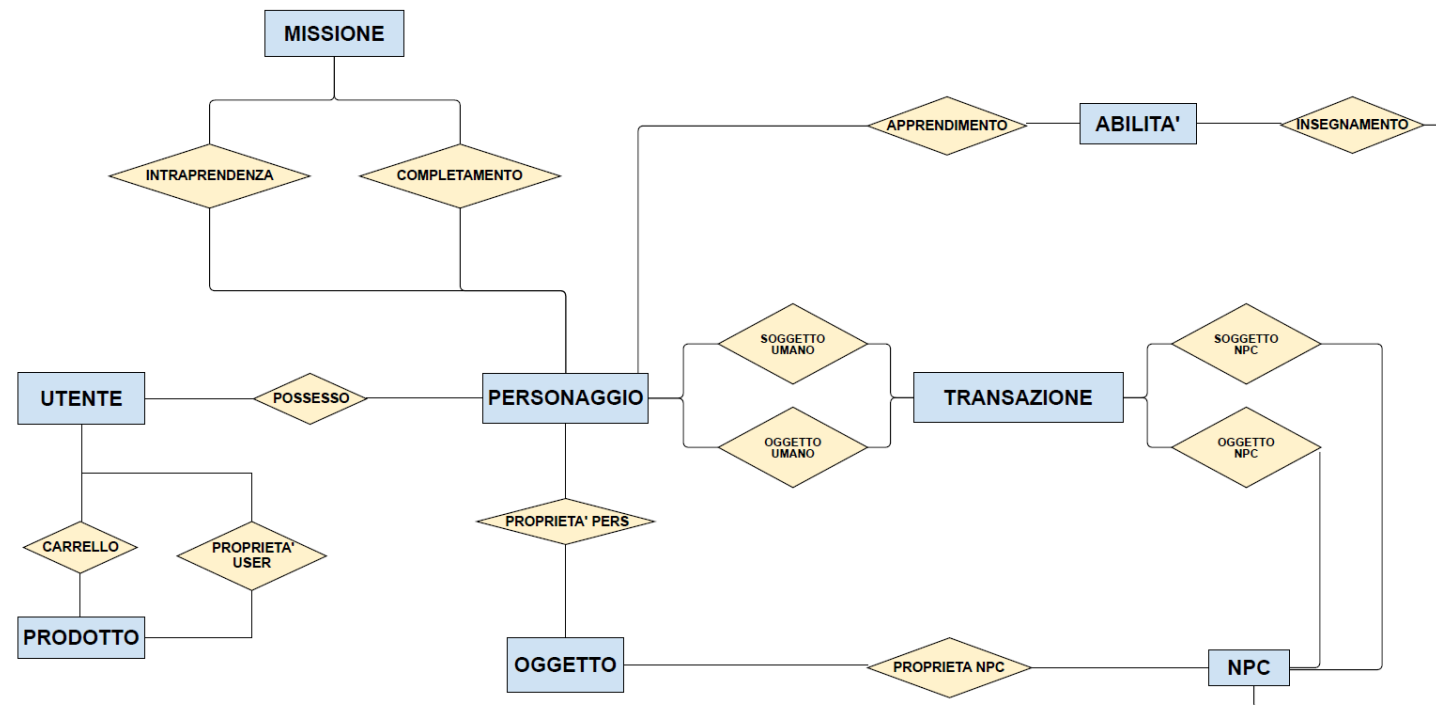 MISSIONE
APPRENDIMENTO
ABILITA'
INSEGNAMENTO
INTRAPRENDENZA
COMPLETAMENTO
SOGGETTO
UMANO
SOGGETTO
NPC
UTENTE
POSSESSO
PERSONAGGIO
TRANSAZIONE
OGGETTO
UMANO
OGGETTO
NPC
PROPRIETA' PERS
CARRELLO
PROPRIETA'
USER
PRODOTTO
OGGETTO
PROPRIETA NPC
NPC